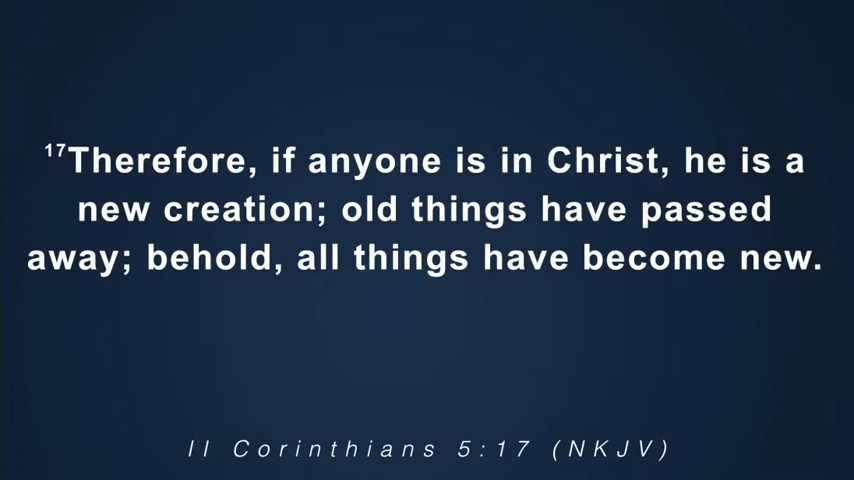 17Therefore, if anyone is in Christ, he is a
new creation; old things have passed
away; behold, all things have become new.
II Corinthians 5:17 (NKJV)